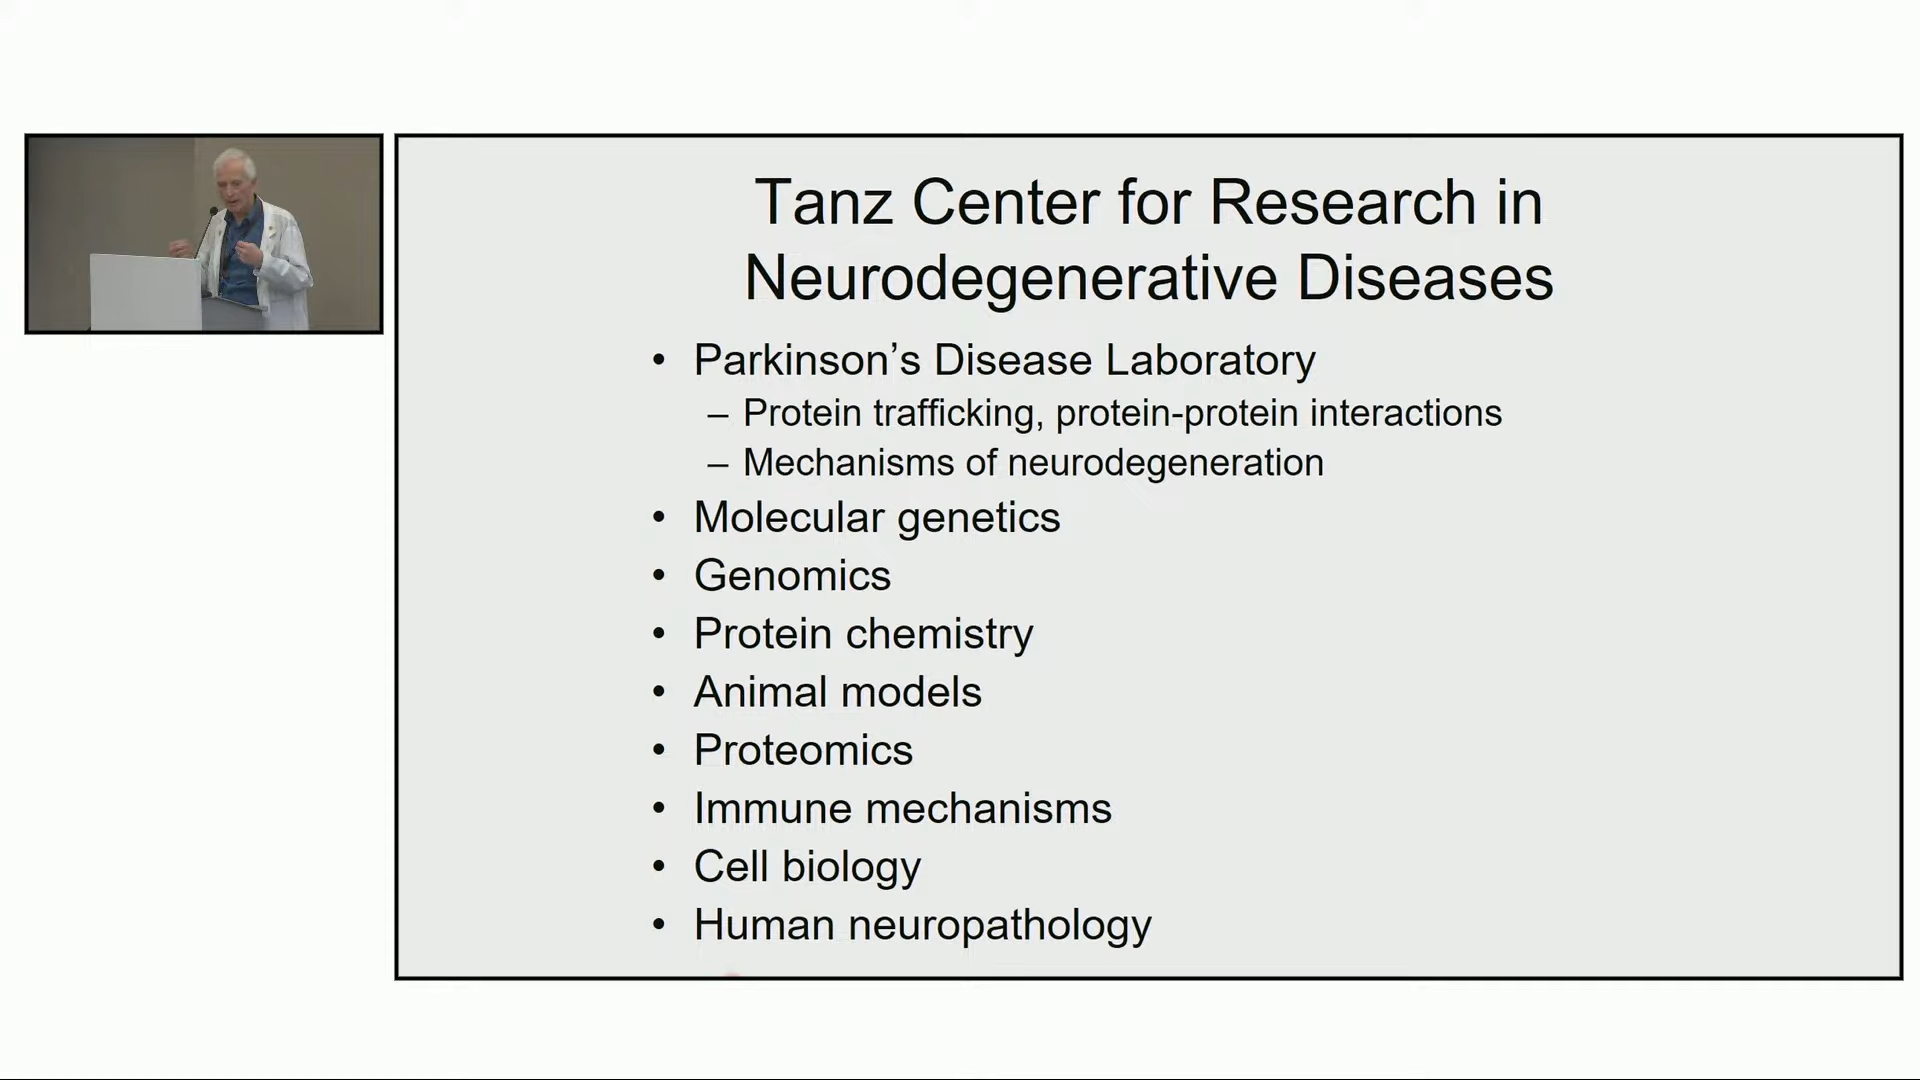 Tanz Center for Research in
Neurodegenerative Diseases
• Parkinson’s Disease Laboratory
– Protein trafficking, protein-protein interactions
– Mechanisms of neurodegeneration
• Molecular genetics
• Genomics
• Protein chemistry
• Animal models
• Proteomics
• Immune mechanisms
• Cell biology
• Human neuropathology